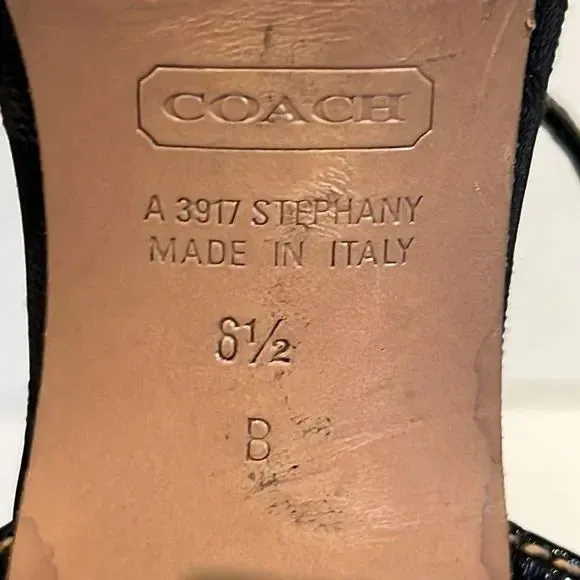 COACH
A 3917 STEPHANY
MADE IN ITALY
8½
B